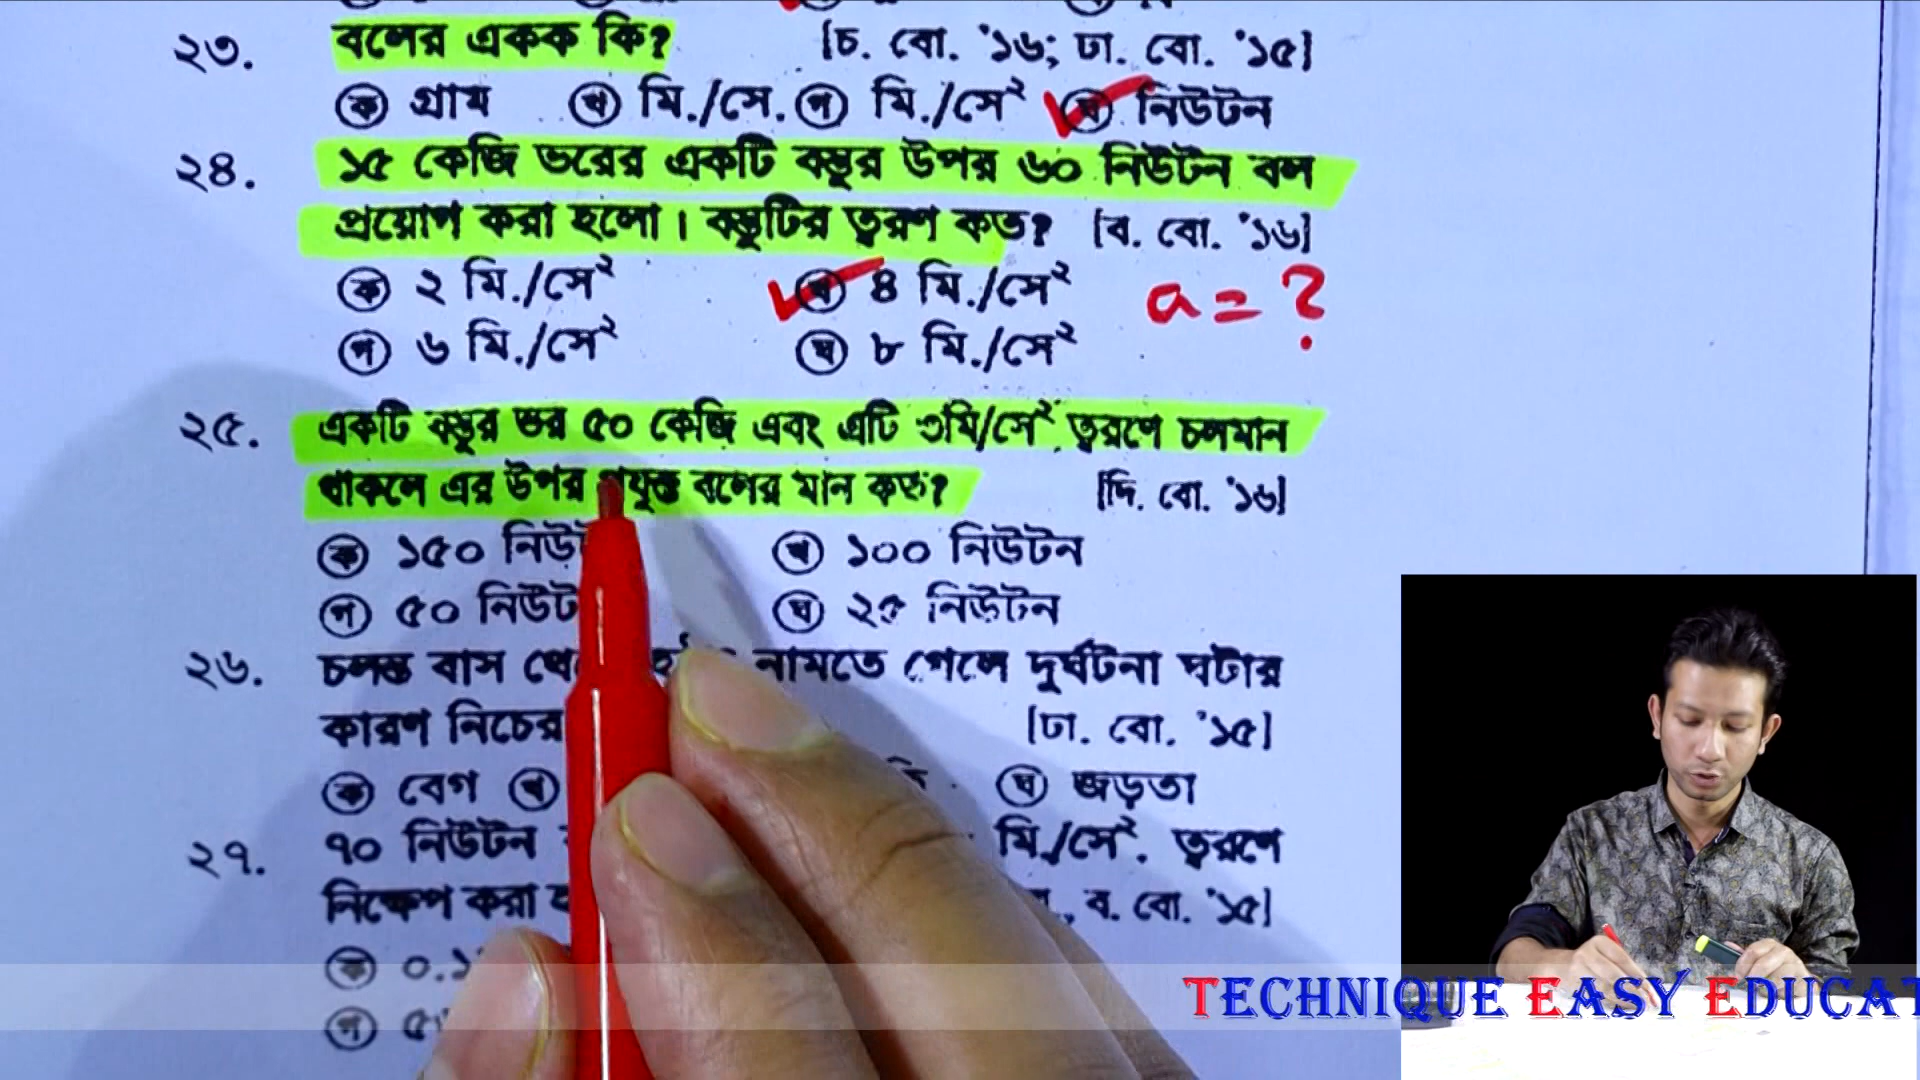 ২৩. বলের একক কি? [চ. বো. '১৬; ঢা. বো. '১৫]
ক গ্রাম খ মি./সে. গ মি./সে² ঘ নিউটন
২৪. ১৫ কেজি ভরের একটি বস্তুর উপর ৬০ নিউটন বল
প্রয়োগ করা হলো। বস্তুটির ত্বরণ কত? [ব. বো. '১৬]
ক ২ মি./সে² খ ৪ মি./সে² a = ?
গ ৬ মি./সে² ঘ ৮ মি./সে²
২৫. একটি বস্তুর ভর ৫০ কেজি এবং এটি ৩মি/সে² ত্বরণে চলমান
থাকলে এর উপর প্রযুক্ত বলের মান কত? [দি. বো. '১৬]
ক ১৫০ খ ১০০ নিউটন
গ ৫০ ঘ ২৫ নিউটন
২৬. চলন্ত বাস নামতে গেলে দুর্ঘটনা ঘটার
কারণ নিচের [ঢা. বো. '১৫]
ক বেগ খ ঘ জড়তা
২৭. ৭০ নিউটন মি./সে². ত্বরণে
নিক্ষেপ করা ব. বো. '১৫]
ক
গ
TECHNIQUE EASY EDUCAT